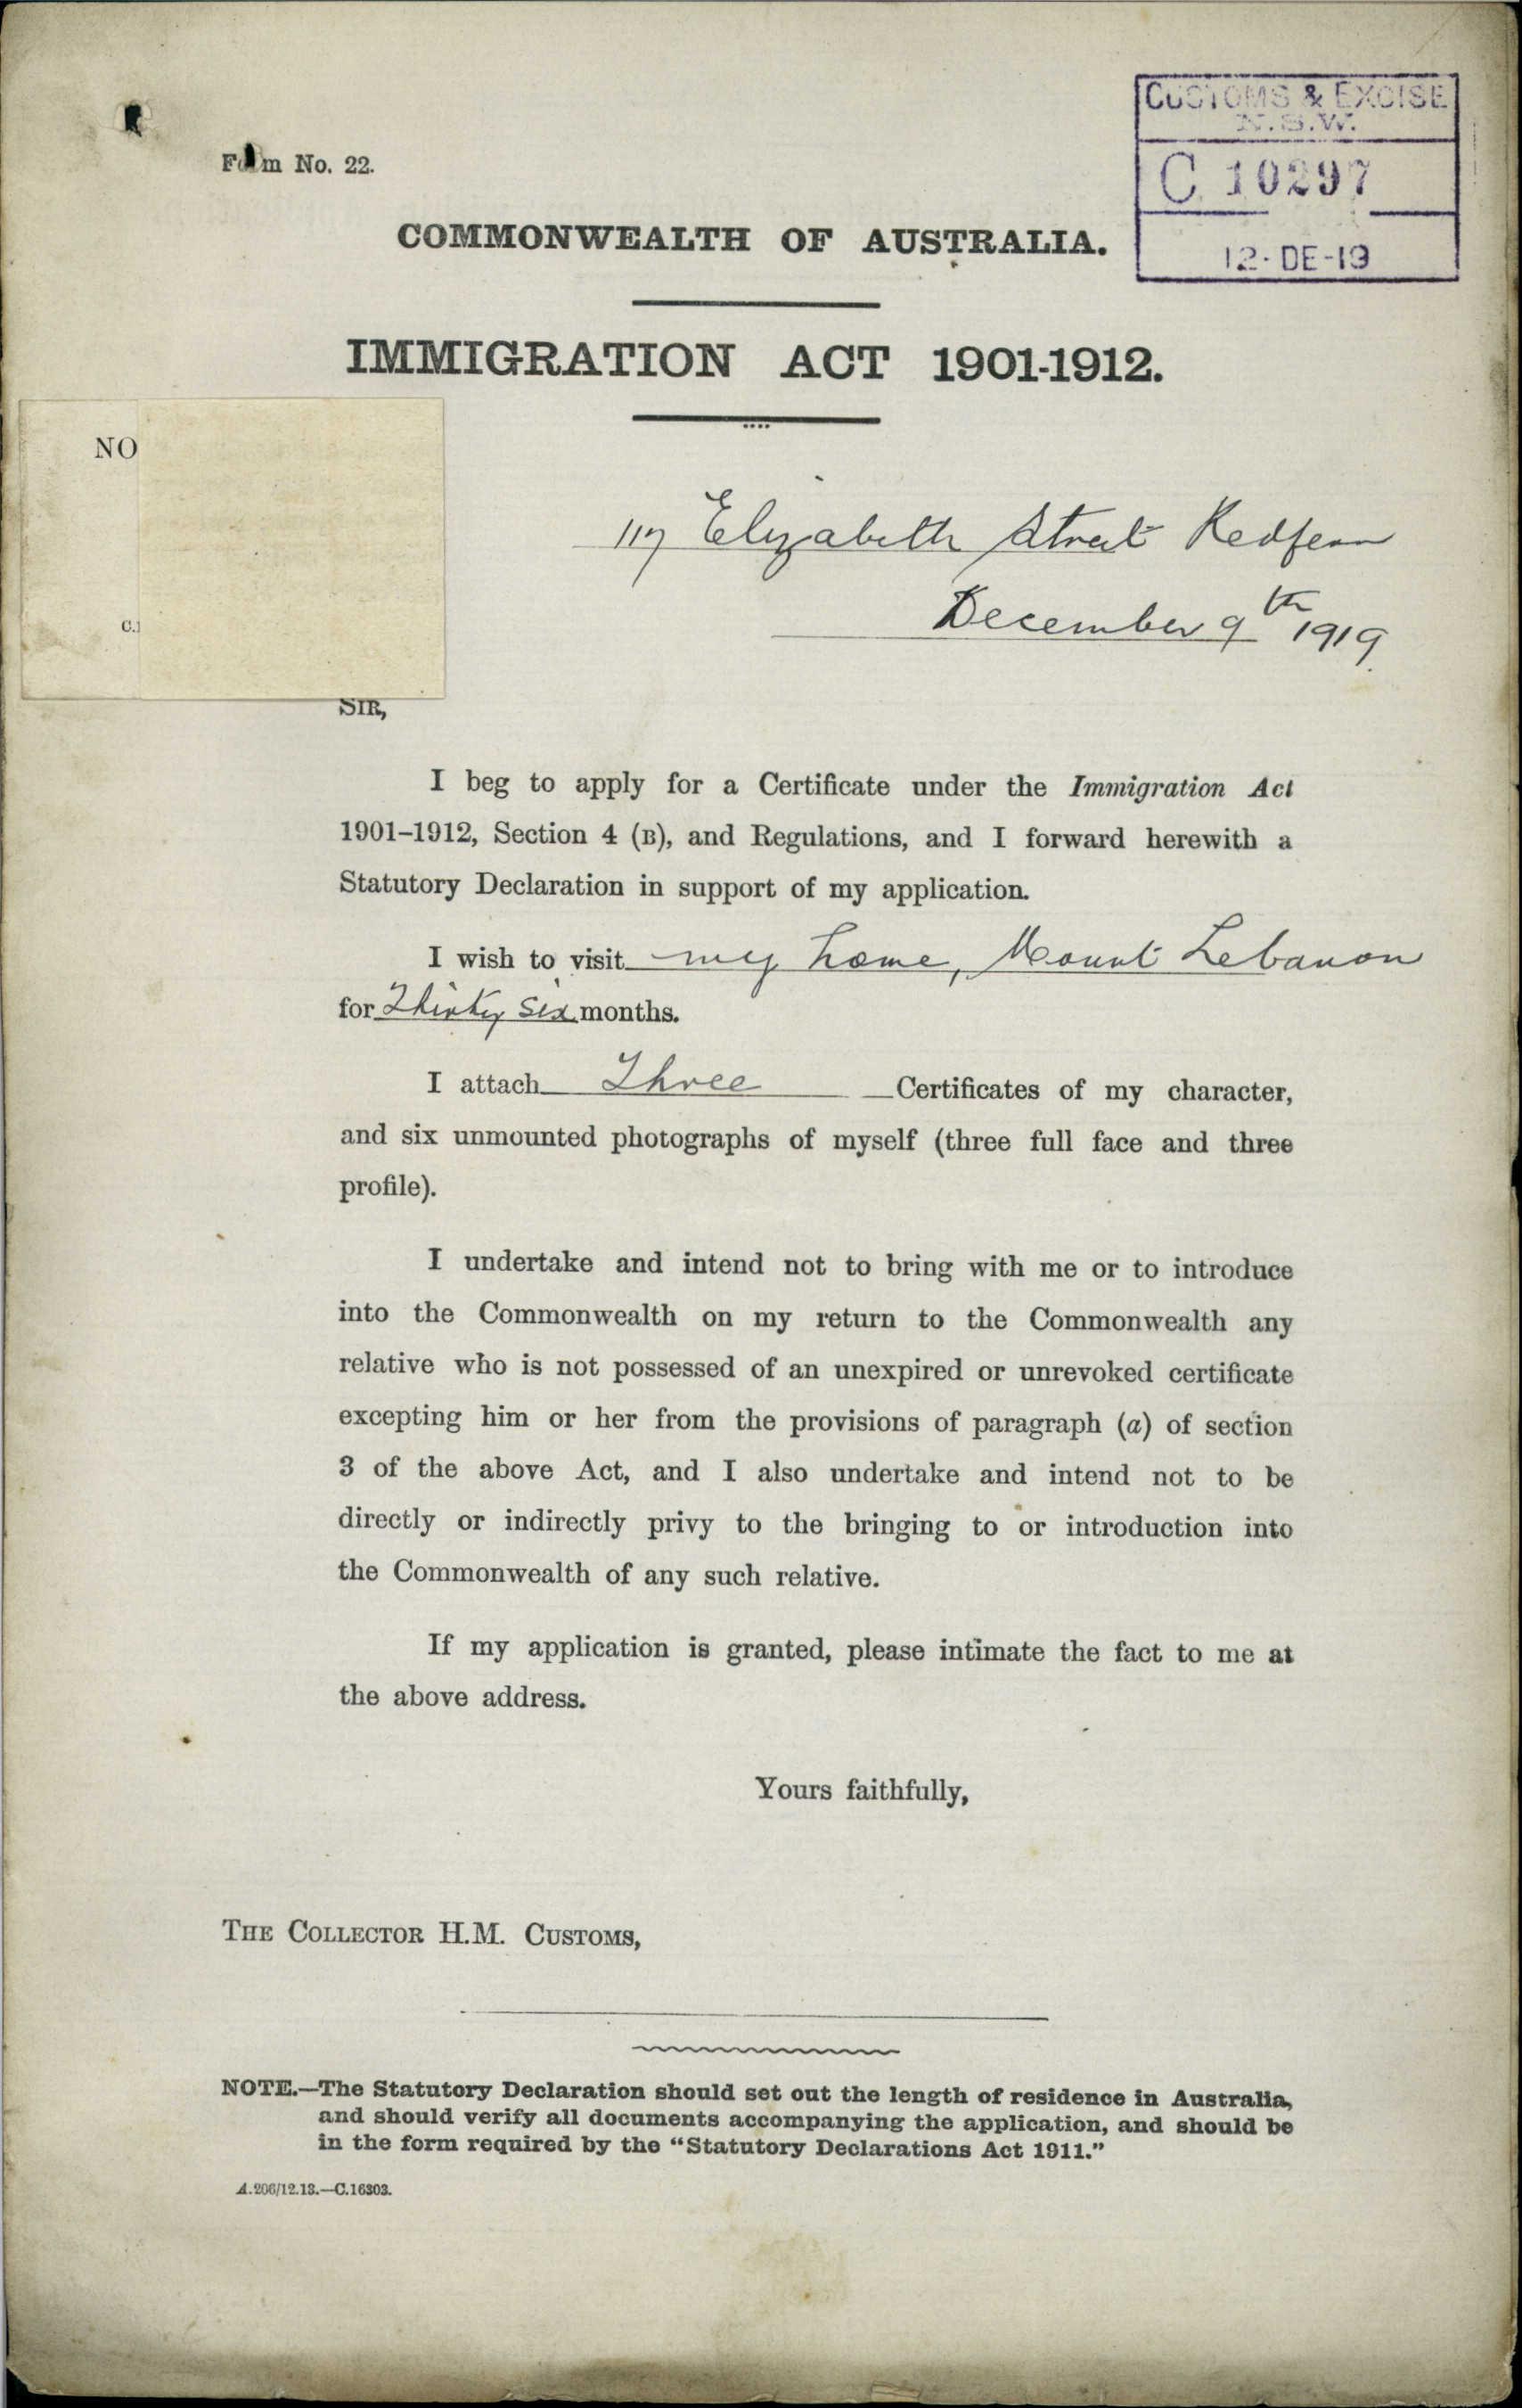 CUSTOMS & EXCISE
N.S.W.
C 10297
12·DE-19
Form No. 22.
COMMONWEALTH OF AUSTRALIA.
IMMIGRATION ACT 1901-1912.
NO
C.
117 Elizabeth Street Redfern
December 9th 1919
SIR,
I beg to apply for a Certificate under the Immigration Act
1901–1912, Section 4 (B), and Regulations, and I forward herewith a
Statutory Declaration in support of my application.
I wish to visit my home, Mount Lebanon
for Thirty Six months.
I attach Three Certificates of my character,
and six unmounted photographs of myself (three full face and three
profile).
I undertake and intend not to bring with me or to introduce
into the Commonwealth on my return to the Commonwealth any
relative who is not possessed of an unexpired or unrevoked certificate
excepting him or her from the provisions of paragraph (a) of section
3 of the above Act, and I also undertake and intend not to be
directly or indirectly privy to the bringing to or introduction into
the Commonwealth of any such relative.
If my application is granted, please intimate the fact to me at
the above address.
Yours faithfully,
THE COLLECTOR H.M. CUSTOMS,
NOTE.—The Statutory Declaration should set out the length of residence in Australia,
and should verify all documents accompanying the application, and should be
in the form required by the "Statutory Declarations Act 1911."
A.206/12.13.—C.16303.